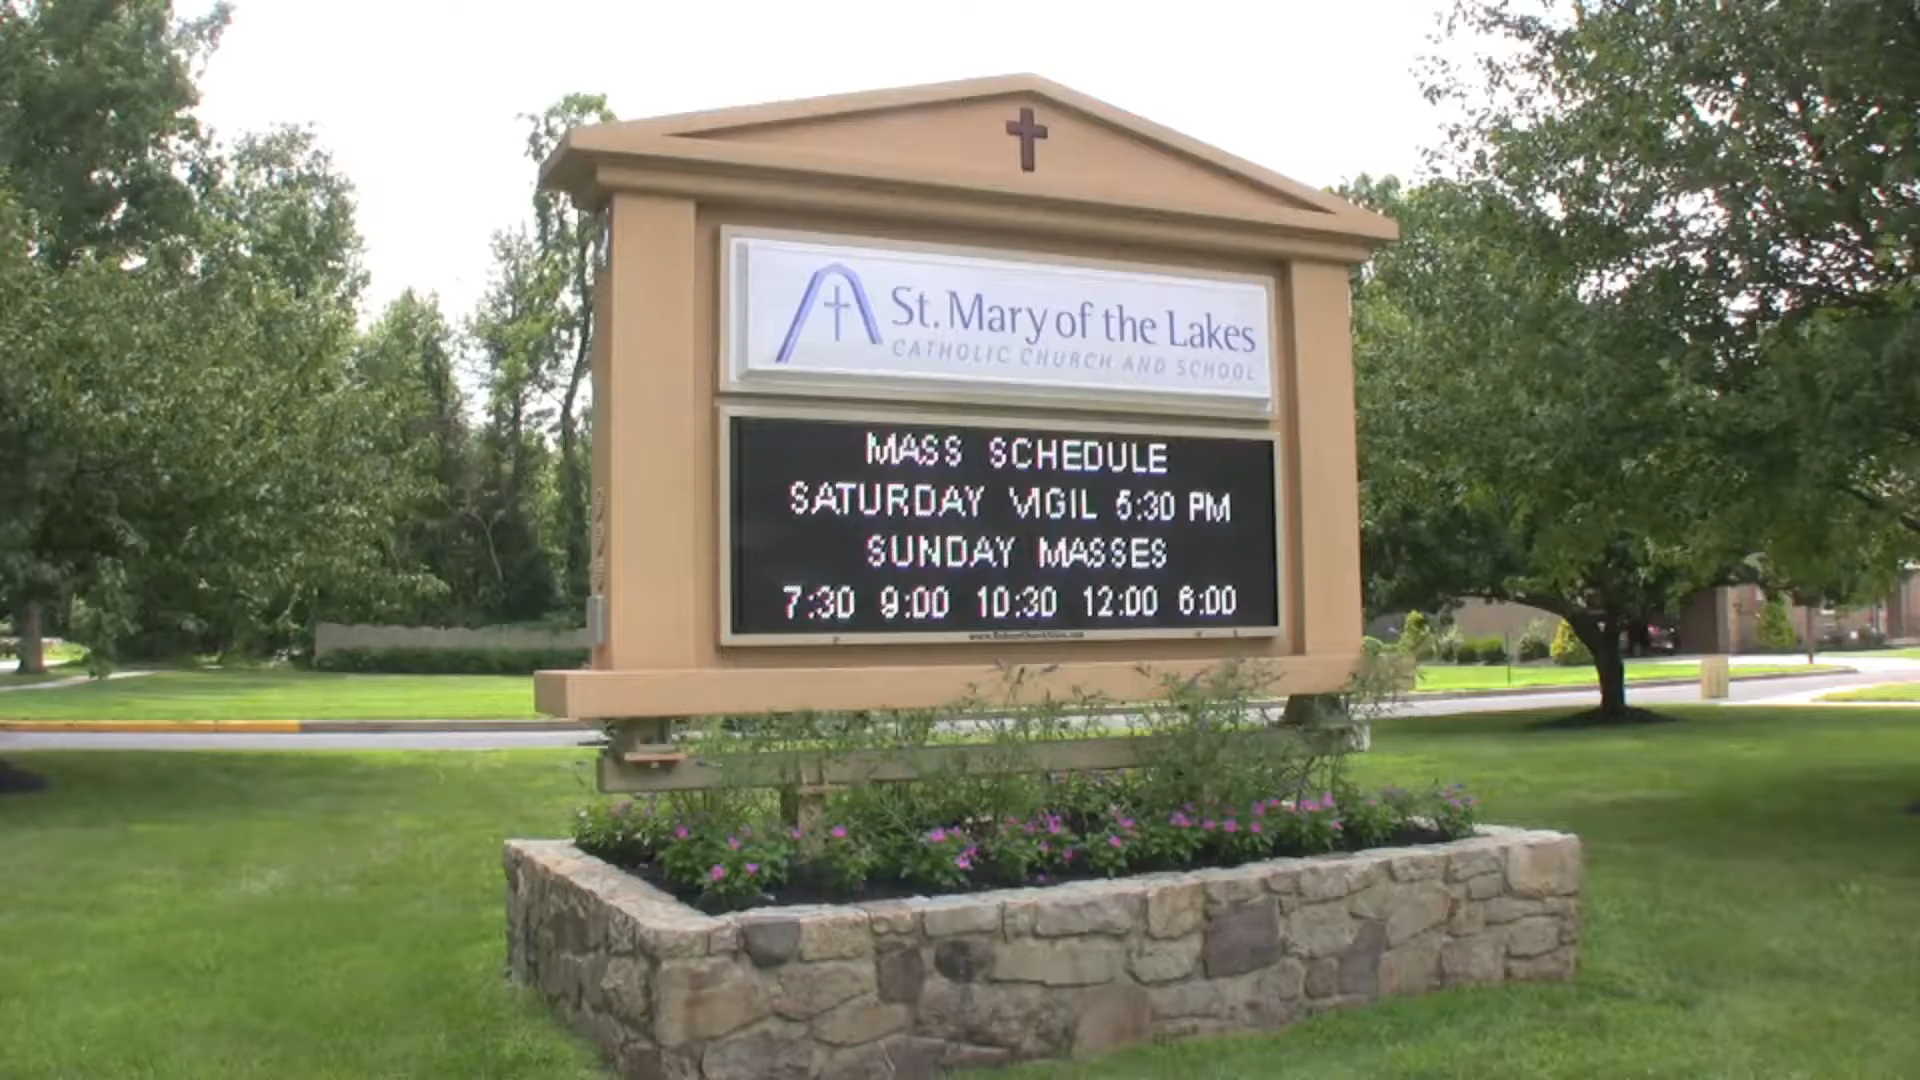 St. Mary of the Lakes
CATHOLIC CHURCH AND SCHOOL
MASS SCHEDULE
SATURDAY VIGIL 5:30 PM
SUNDAY MASSES
7:30 9:00 10:30 12:00 6:00